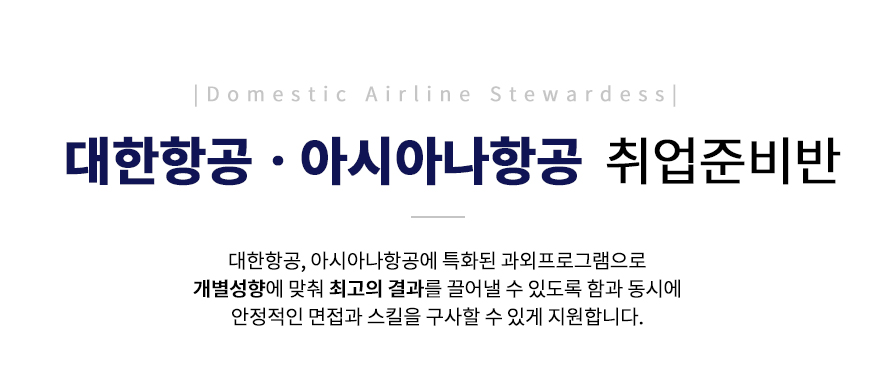 |Domestic Airline Stewardess|
대한항공 · 아시아나항공 취업준비반
대한항공, 아시아나항공에 특화된 과외프로그램으로
개별성향에 맞춰 최고의 결과를 끌어낼 수 있도록 함과 동시에
안정적인 면접과 스킬을 구사할 수 있게 지원합니다.